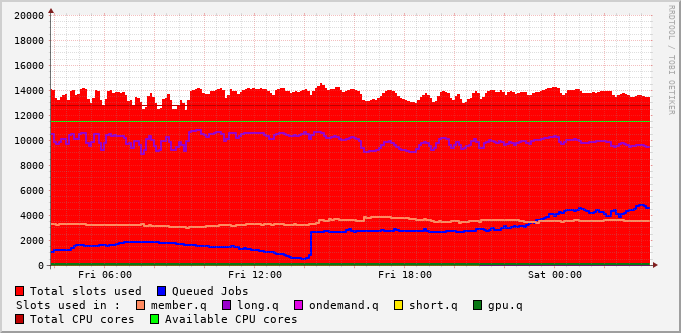 20000
18000
16000
14000
12000
10000
8000
6000
4000
2000
0
Fri 06:00 Fri 12:00 Fri 18:00 Sat 00:00
RRDTOOL / TOBI OETIKER
Total slots used Queued Jobs
Slots used in : member.q long.q ondemand.q short.q gpu.q
Total CPU cores Available CPU cores